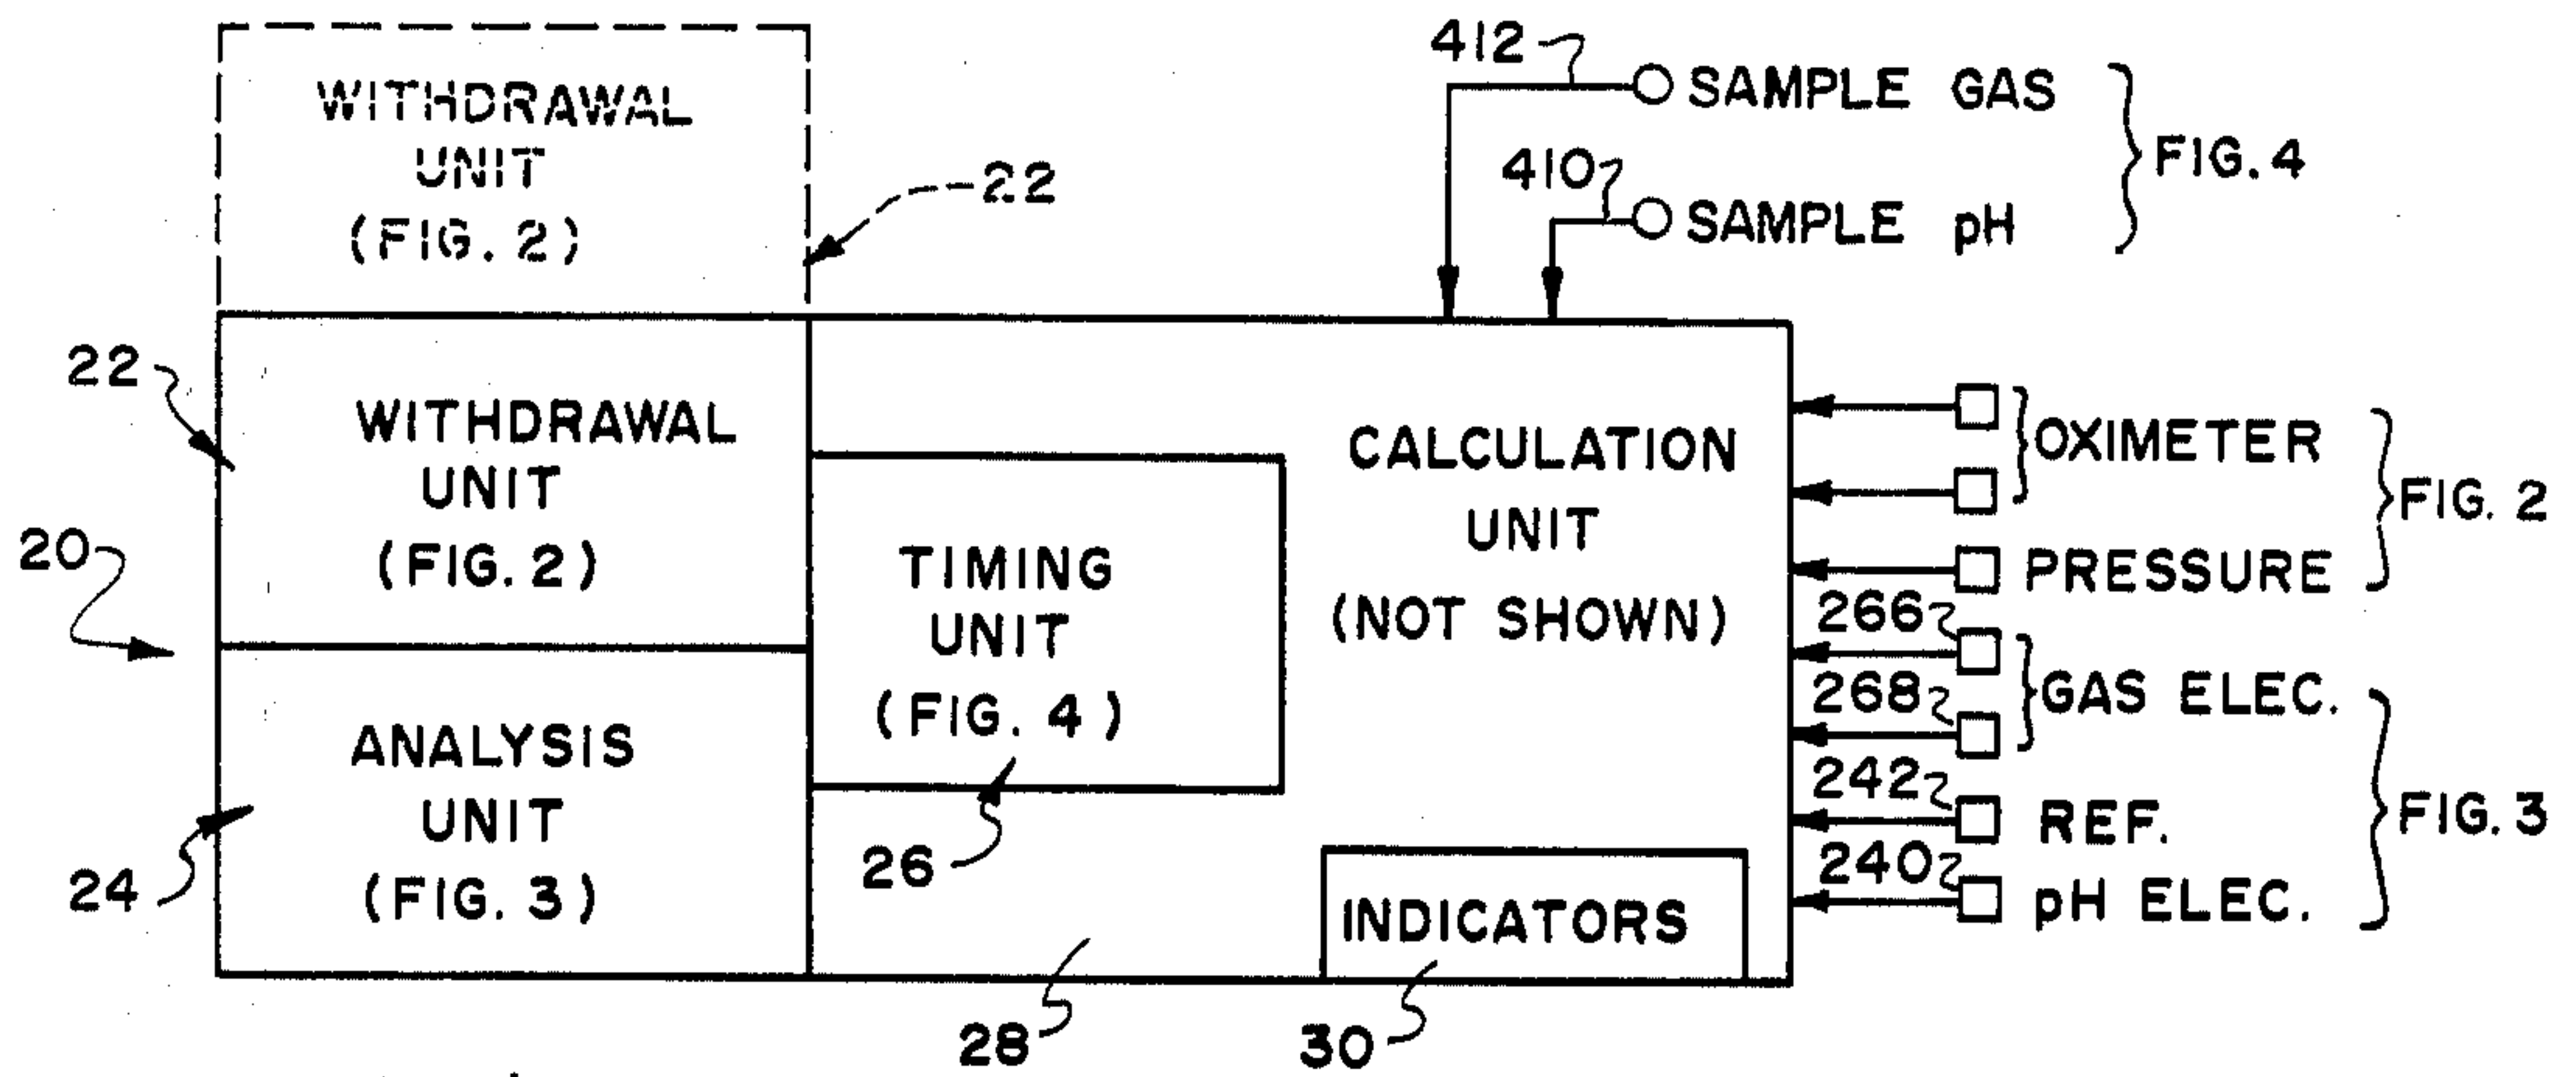 WITHDRAWAL
UNIT
(FIG. 2)
22
412
SAMPLE GAS
410
SAMPLE pH
FIG. 4
22
WITHDRAWAL
UNIT
(FIG. 2)
20
ANALYSIS
UNIT
(FIG. 3)
24
TIMING
UNIT
(FIG. 4)
26
CALCULATION
UNIT
(NOT SHOWN)
28
INDICATORS
30
OXIMETER
PRESSURE
FIG. 2
266
268
GAS ELEC.
242
REF.
240
pH ELEC.
FIG. 3